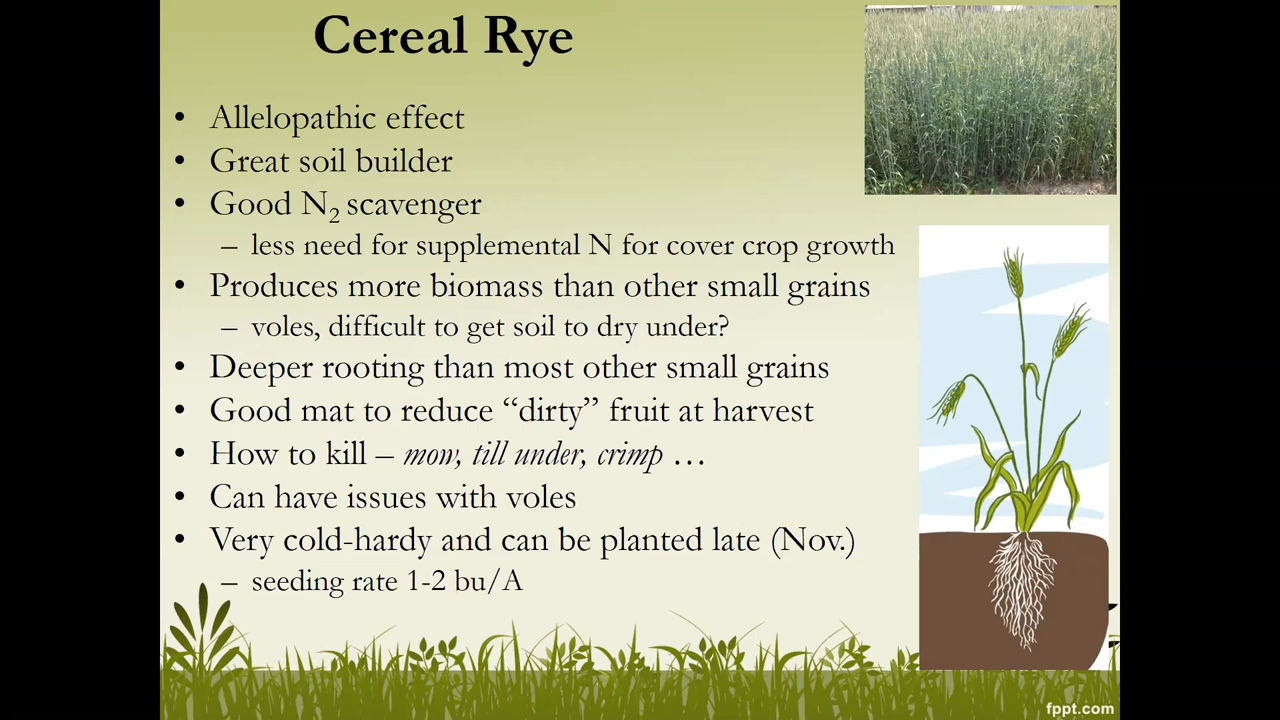 Cereal Rye
• Allelopathic effect
• Great soil builder
• Good N₂ scavenger
– less need for supplemental N for cover crop growth
• Produces more biomass than other small grains
– voles, difficult to get soil to dry under?
• Deeper rooting than most other small grains
• Good mat to reduce “dirty” fruit at harvest
• How to kill – mow, till under, crimp …
• Can have issues with voles
• Very cold-hardy and can be planted late (Nov.)
– seeding rate 1-2 bu/A
fppt.com